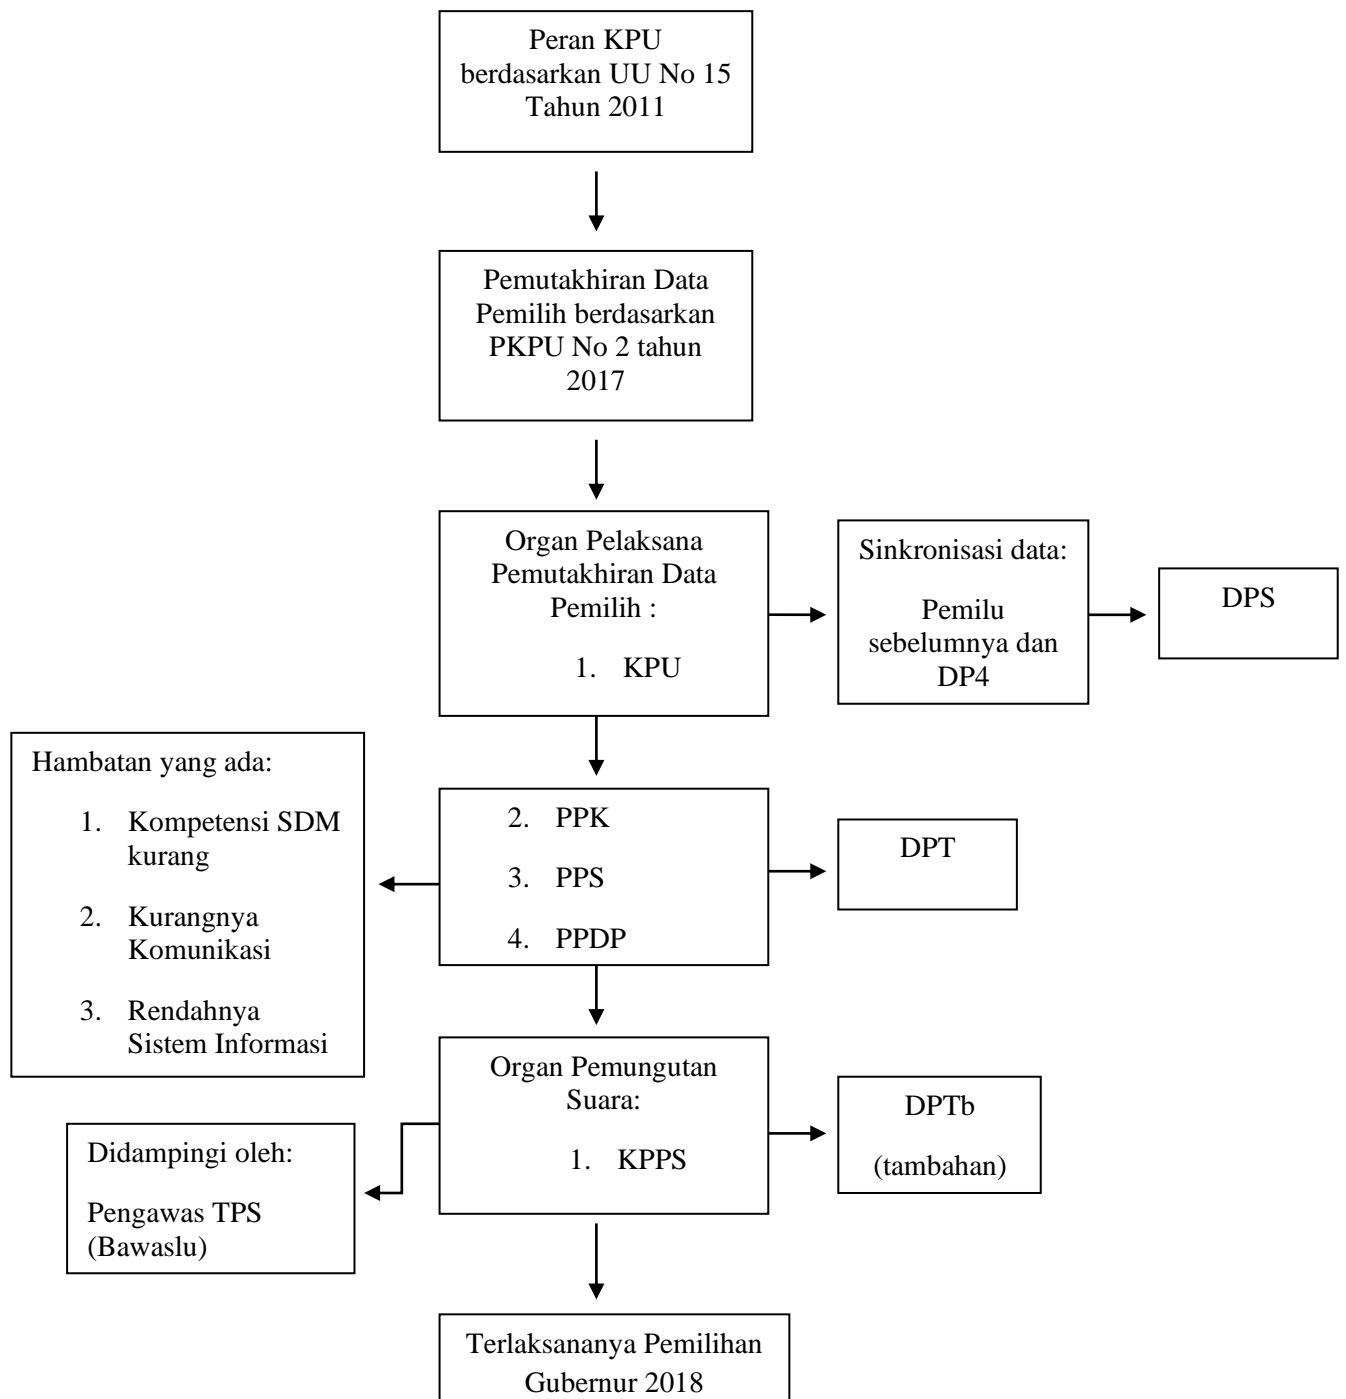 Peran KPU
berdasarkan UU No 15
Tahun 2011
Pemutakhiran Data
Pemilih berdasarkan
PKPU No 2 tahun
2017
Organ Pelaksana
Pemutakhiran Data
Pemilih :
1. KPU
Sinkronisasi data:
Pemilu
sebelumnya dan
DP4
DPS
Hambatan yang ada:
1. Kompetensi SDM
kurang
2. Kurangnya
Komunikasi
3. Rendahnya
Sistem Informasi
2. PPK
3. PPS
4. PPDP
DPT
Organ Pemungutan
Suara:
1. KPPS
DPTb
(tambahan)
Didampingi oleh:
Pengawas TPS
(Bawaslu)
Terlaksananya Pemilihan
Gubernur 2018